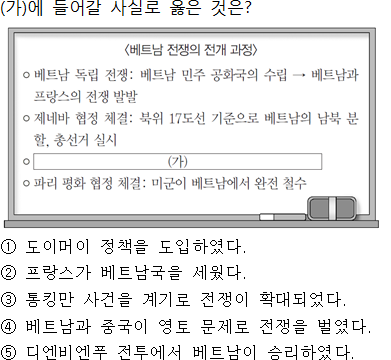 (가)에 들어갈 사실로 옳은 것은?
<베트남 전쟁의 전개 과정>
○ 베트남 독립 전쟁: 베트남 민주 공화국의 수립 → 베트남과
프랑스의 전쟁 발발
○ 제네바 협정 체결: 북위 17도선 기준으로 베트남의 남북 분
할, 총선거 실시
○ (가)
○ 파리 평화 협정 체결: 미군이 베트남에서 완전 철수
① 도이머이 정책을 도입하였다.
② 프랑스가 베트남국을 세웠다.
③ 통킹만 사건을 계기로 전쟁이 확대되었다.
④ 베트남과 중국이 영토 문제로 전쟁을 벌였다.
⑤ 디엔비엔푸 전투에서 베트남이 승리하였다.